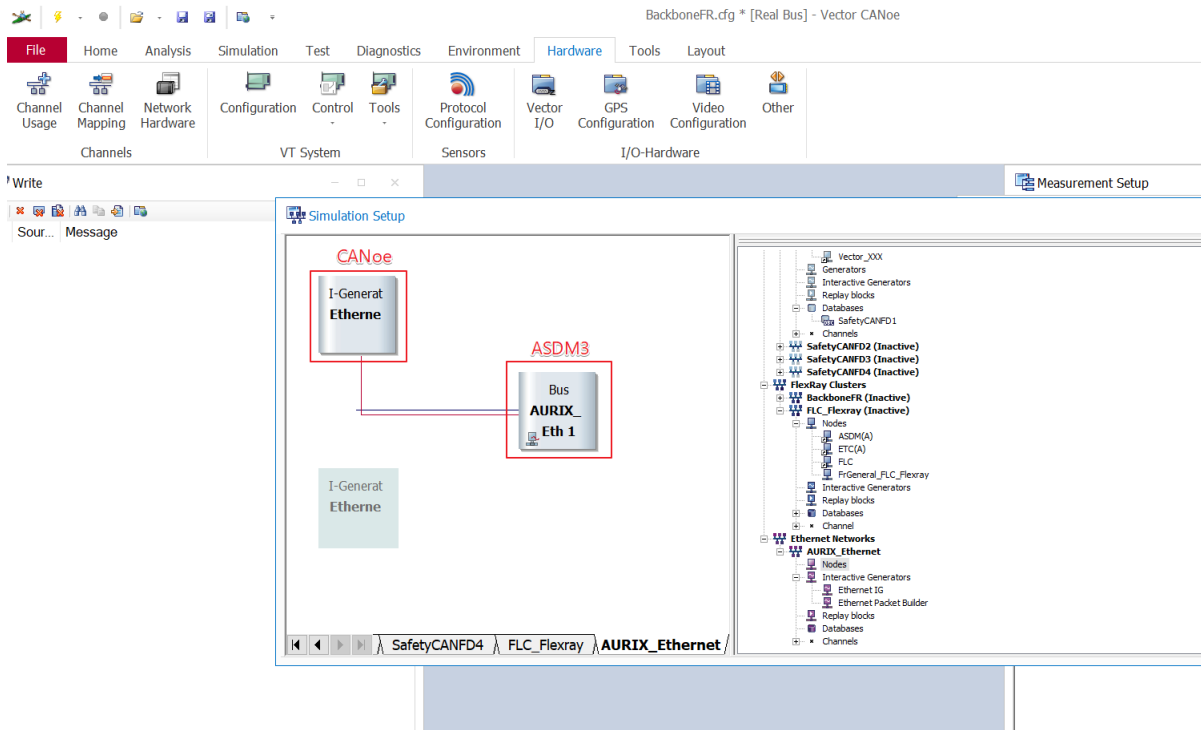 BackboneFR.cfg * [Real Bus] - Vector CANoe
File Home Analysis Simulation Test Diagnostics Environment Hardware Tools Layout
Channel Usage
Channel Mapping
Network Hardware
Configuration
Control
Tools
Protocol Configuration
Vector I/O
GPS Configuration
Video Configuration
Other
Channels
VT System
Sensors
I/O-Hardware
Write
Measurement Setup
Sour... Message
Simulation Setup
CANoe
I-Generat
Etherne
ASDM3
Bus
AURIX_
Eth 1
I-Generat
Etherne
SafetyCANFD4 FLC_Flexray AURIX_Ethernet
Vector_XXX
Generators
Interactive Generators
Replay blocks
Databases
SafetyCANFD1
Channels
SafetyCANFD2 (Inactive)
SafetyCANFD3 (Inactive)
SafetyCANFD4 (Inactive)
FlexRay Clusters
BackboneFR (Inactive)
FLC_Flexray (Inactive)
Nodes
ASDM(A)
ETC(A)
FLC
FrGeneral_FLC_Flexray
Interactive Generators
Replay blocks
Databases
Channel
Ethernet Networks
AURIX_Ethernet
Nodes
Interactive Generators
Ethernet IG
Ethernet Packet Builder
Replay blocks
Databases
Channels